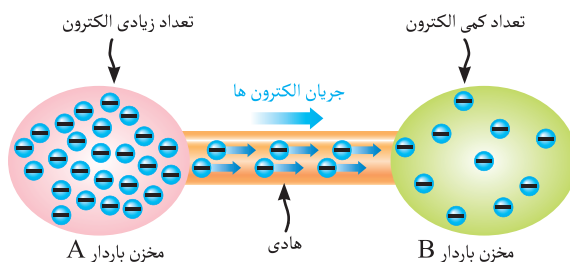 تعداد زیادی الکترون
تعداد کمی الکترون
جریان الکترون ها
هادی
مخزن باردار A
مخزن باردار B